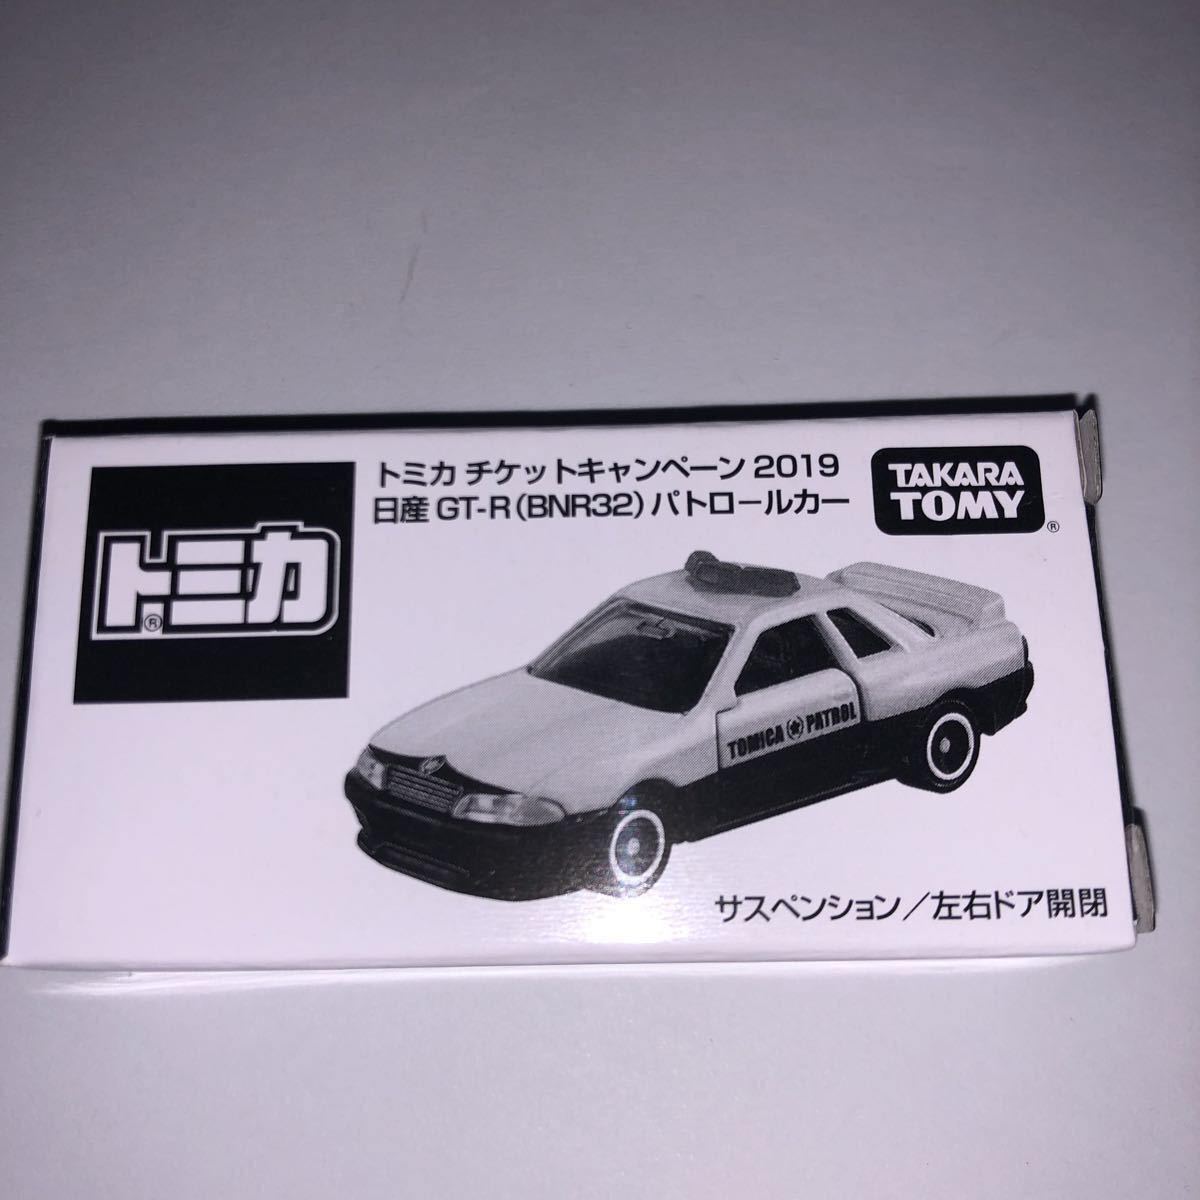 トミカ チケットキャンペーン 2019
日産 GT-R(BNR32)パトロールカー
TAKARA
TOMY
®
トミカ
®
TOMICA PATROL
サスペンション/左右ドア開閉